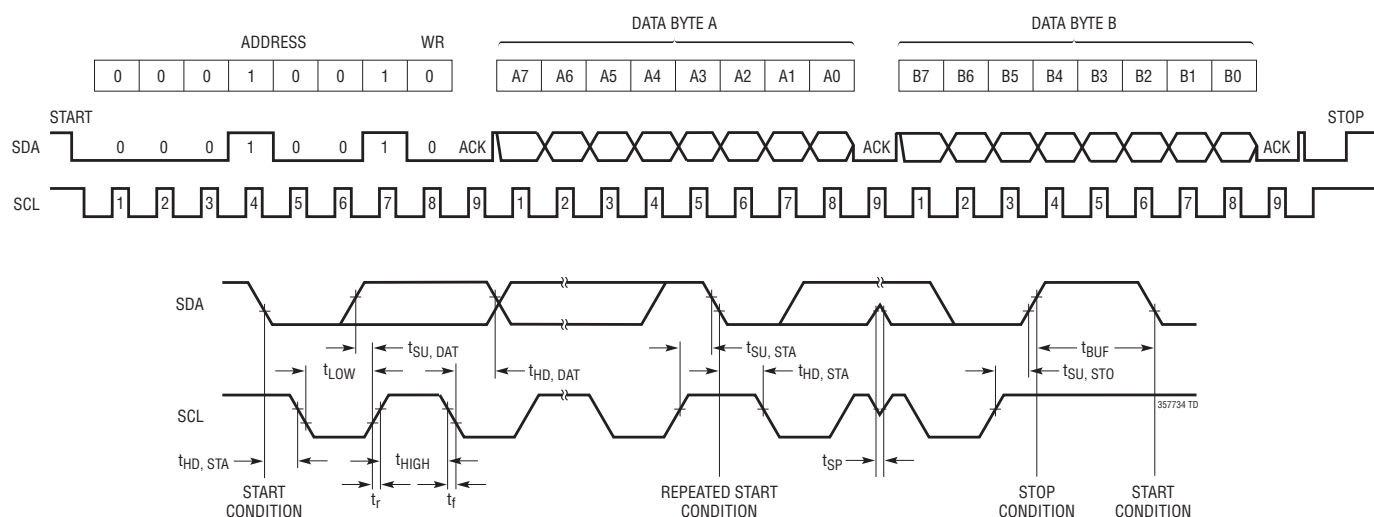 ADDRESS WR DATA BYTE A DATA BYTE B
0 0 0 1 0 0 1 0 A7 A6 A5 A4 A3 A2 A1 A0 B7 B6 B5 B4 B3 B2 B1 B0
START STOP
SDA 0 0 0 1 0 0 1 0 ACK ACK ACK
SCL 1 2 3 4 5 6 7 8 9 1 2 3 4 5 6 7 8 9 1 2 3 4 5 6 7 8 9
SDA
tSU, DAT tSU, STA tBUF
tLOW tHD, DAT tHD, STA tSU, STO
SCL 357734 TD
tHD, STA tHIGH tSP
tr tf
START CONDITION REPEATED START CONDITION STOP CONDITION START CONDITION